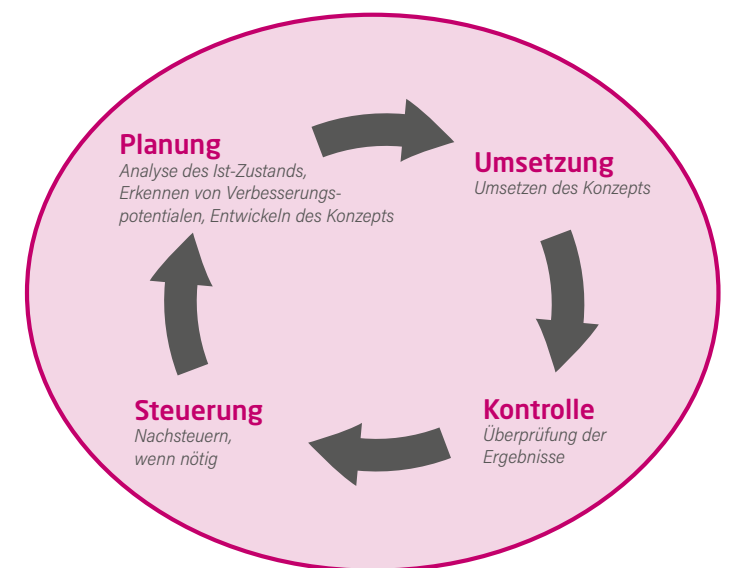 Planung
Analyse des Ist-Zustands,
Erkennen von Verbesserungs-
potentialen, Entwickeln des Konzepts
Umsetzung
Umsetzen des Konzepts
Kontrolle
Überprüfung der
Ergebnisse
Steuerung
Nachsteuern,
wenn nötig